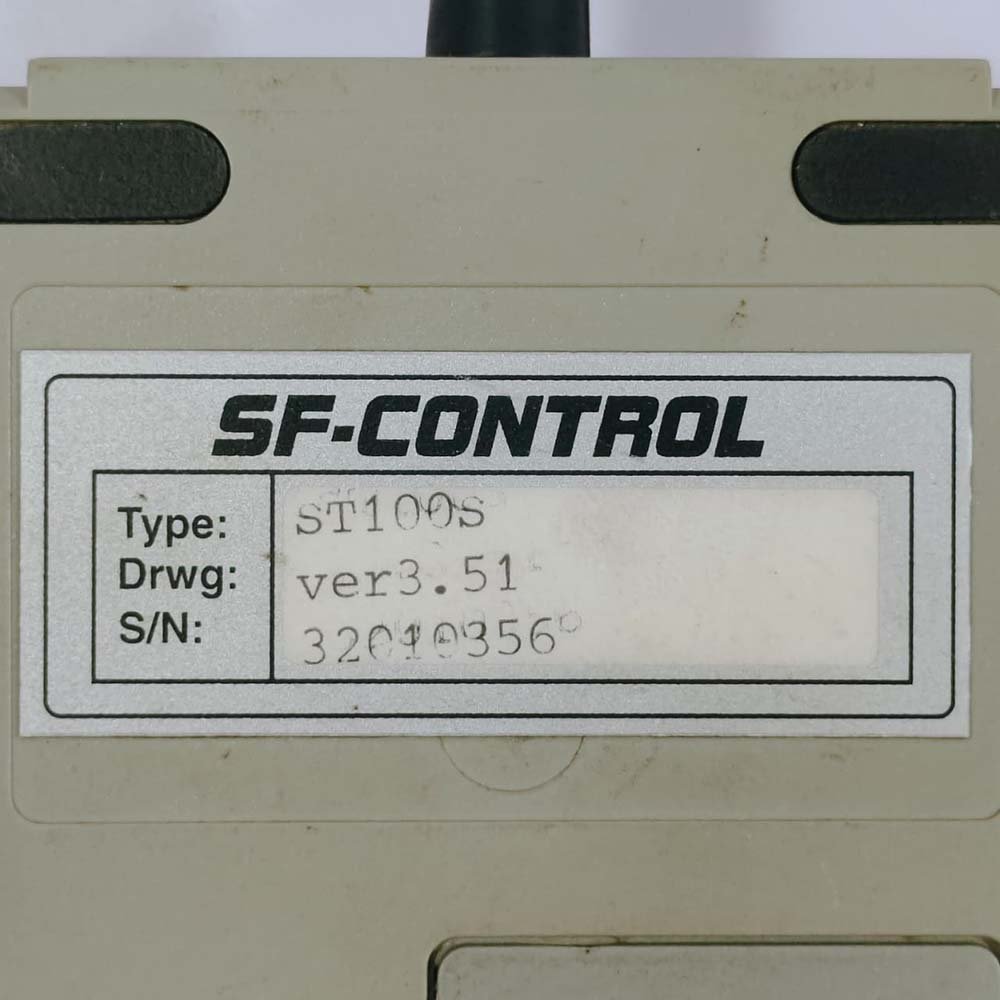 SF-CONTROL
Type: ST100S
Drwg: ver3.51
S/N: 32010356